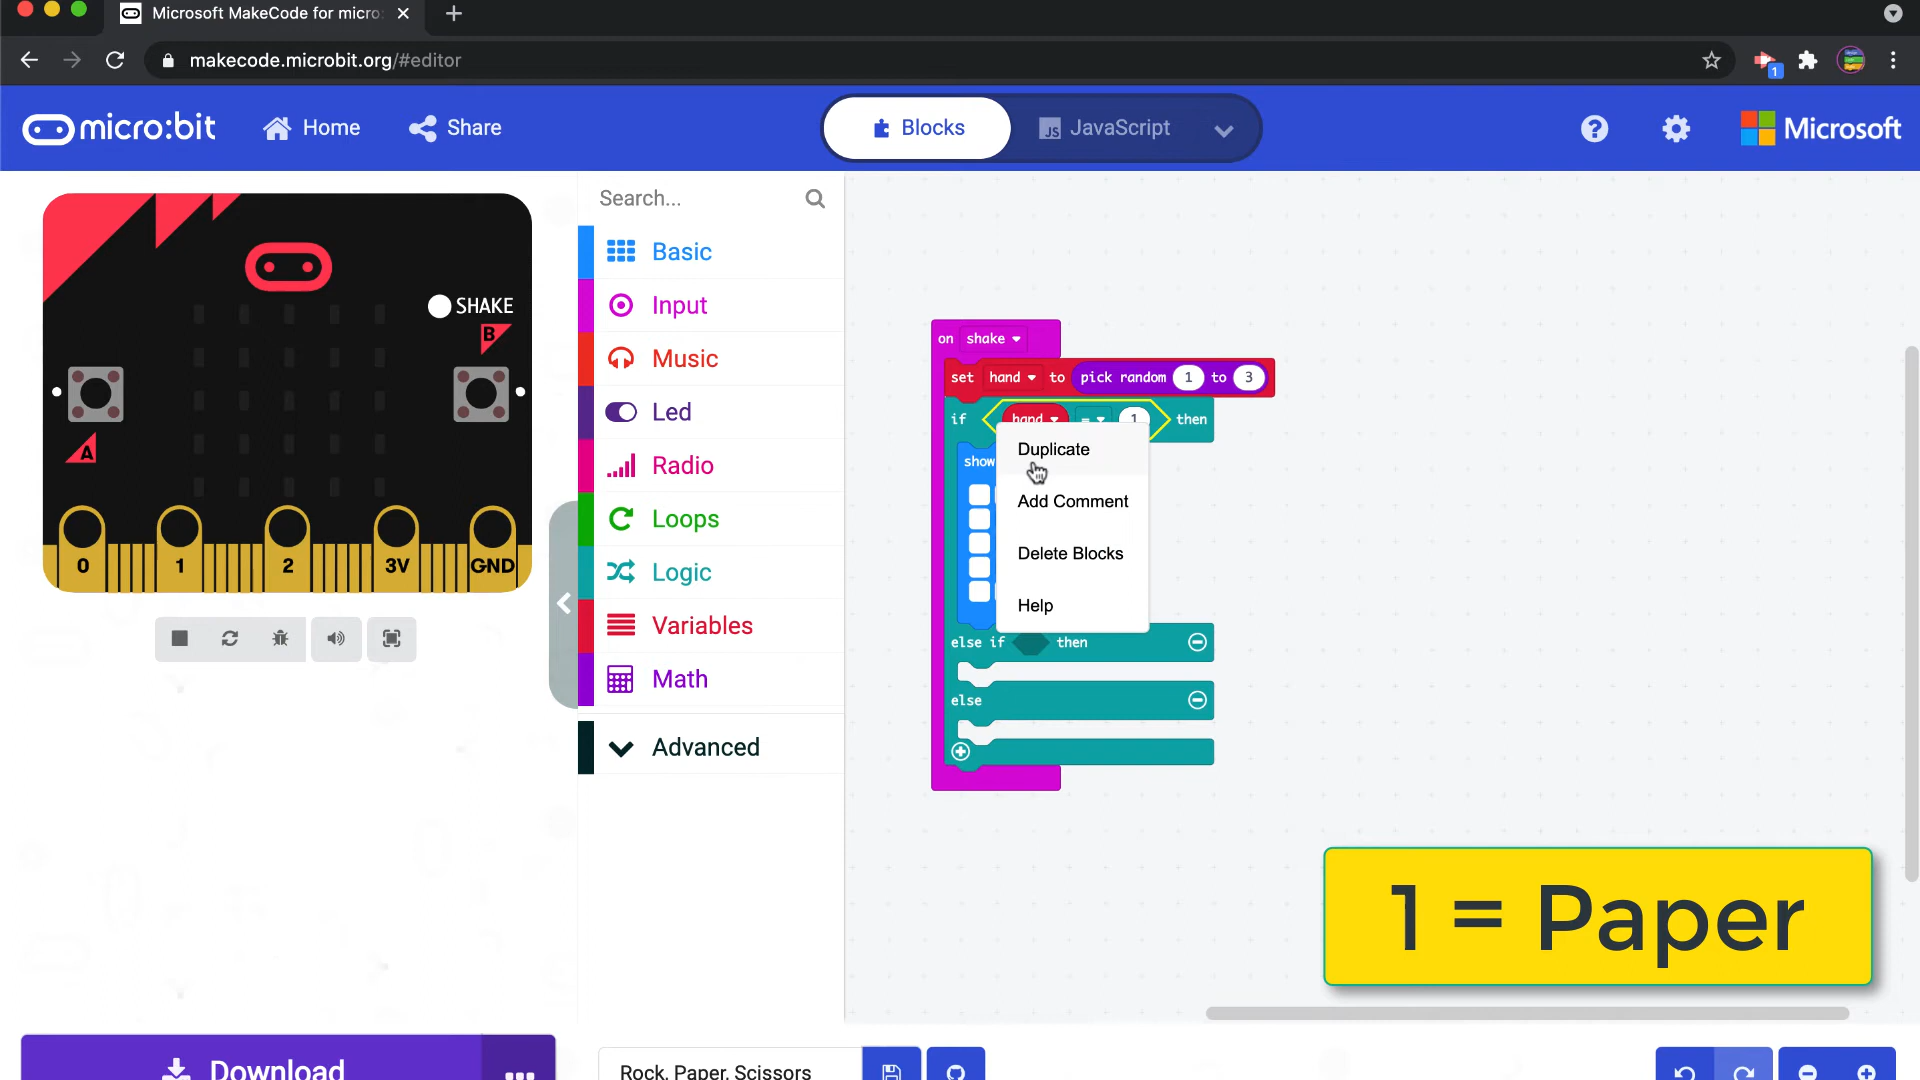 Microsoft MakeCode for micro:
makecode.microbit.org/#editor
1
micro:bit
Home
Share
Blocks
JS
JavaScript
?
Microsoft
SHAKE
B
A
0
1
2
3V
GND
Search...
Basic
Input
Music
Led
Radio
Loops
Logic
Variables
Math
Advanced
on shake
set hand to pick random 1 to 3
if hand = 1 then
show
Duplicate
Add Comment
Delete Blocks
Help
else if then
else
1 = Paper
Download
Rock, Paper, Scissors